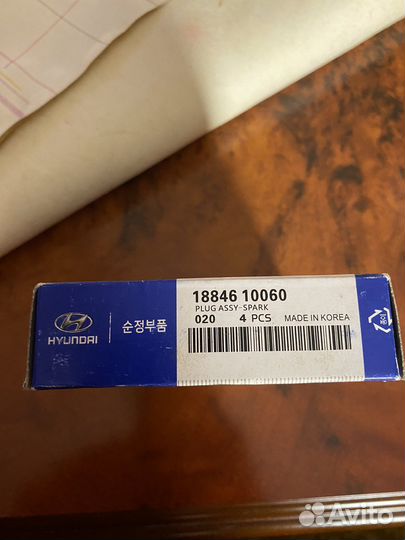 18846 10060
PLUG ASSY-SPARK
020 4 PCS MADE IN KOREA
HYUNDAI
순정부품
Avito